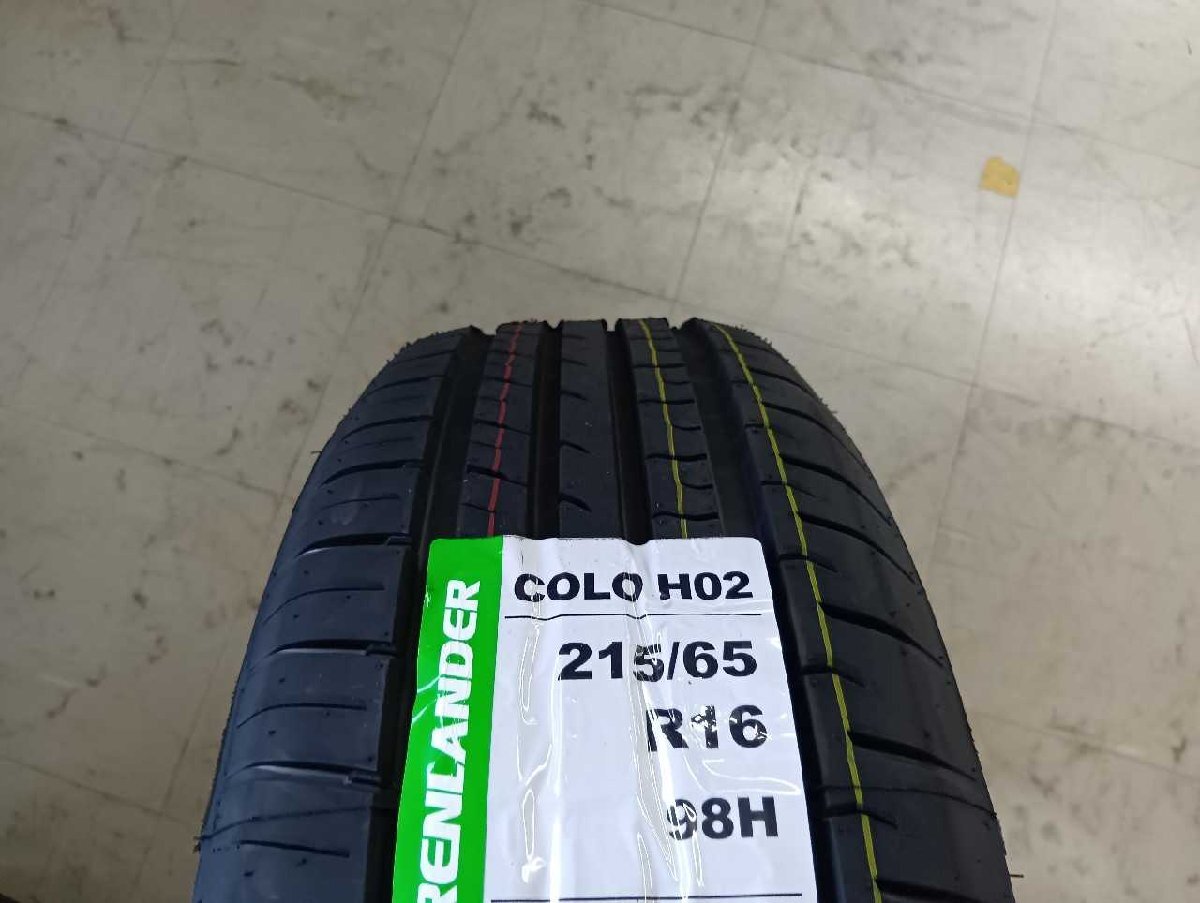 RENLANDER
COLO H02
215/65
R16
98H